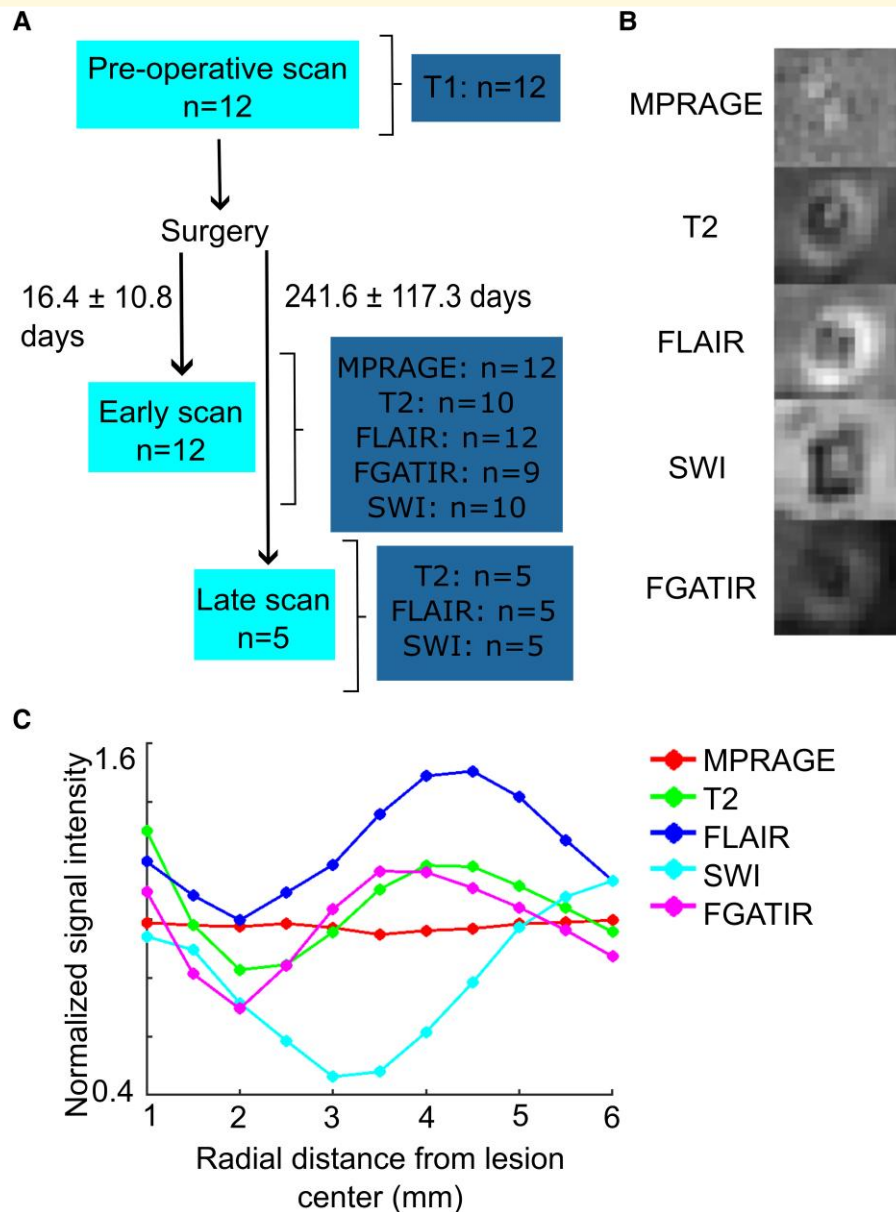 A
Pre-operative scan
n=12
T1: n=12
Surgery
16.4 ± 10.8
days
241.6 ± 117.3 days
Early scan
n=12
MPRAGE: n=12
T2: n=10
FLAIR: n=12
FGATIR: n=9
SWI: n=10
Late scan
n=5
T2: n=5
FLAIR: n=5
SWI: n=5
B
MPRAGE
T2
FLAIR
SWI
FGATIR
C
Normalized signal intensity
1.6
0.4
1 2 3 4 5 6
Radial distance from lesion
center (mm)
MPRAGE
T2
FLAIR
SWI
FGATIR